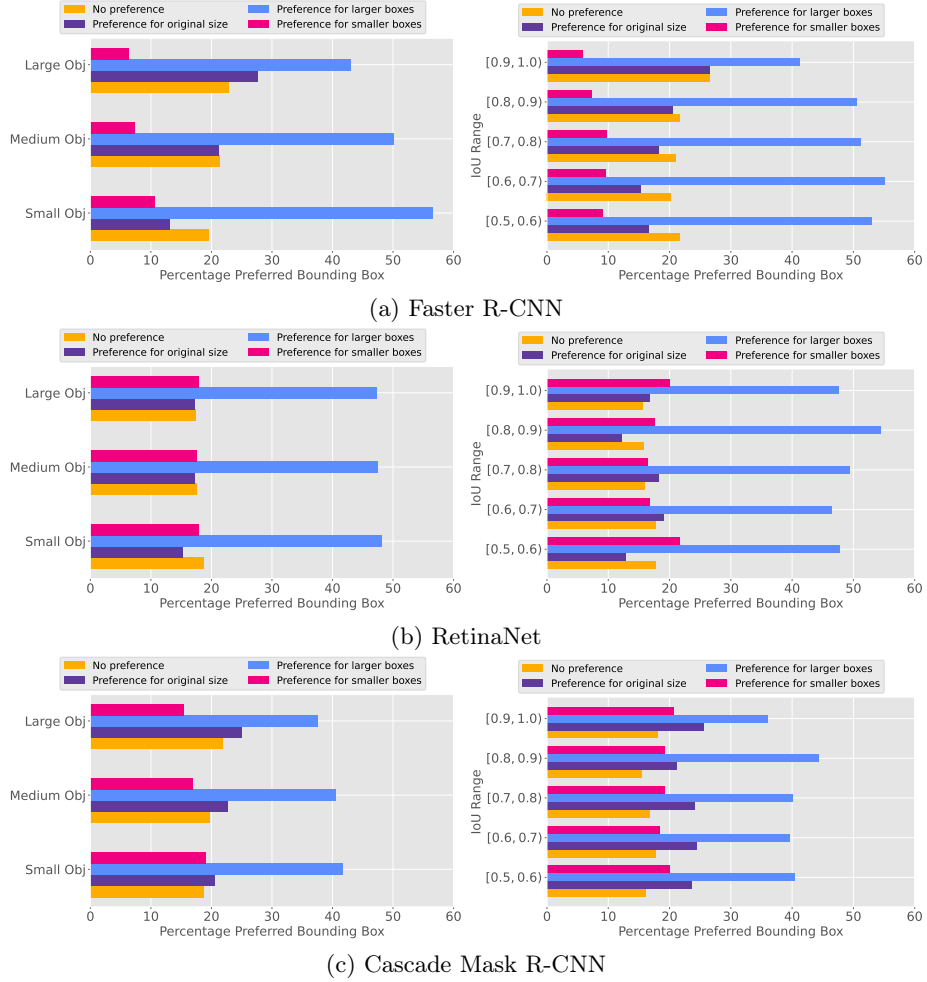 No preference
Preference for original size
Preference for larger boxes
Preference for smaller boxes
Large Obj
Medium Obj
Small Obj
0 10 20 30 40 50 60
Percentage Preferred Bounding Box
No preference
Preference for original size
Preference for larger boxes
Preference for smaller boxes
IoU Range
[0.9, 1.0)
[0.8, 0.9)
[0.7, 0.8)
[0.6, 0.7)
[0.5, 0.6)
0 10 20 30 40 50 60
Percentage Preferred Bounding Box
(a) Faster R-CNN
No preference
Preference for original size
Preference for larger boxes
Preference for smaller boxes
Large Obj
Medium Obj
Small Obj
0 10 20 30 40 50 60
Percentage Preferred Bounding Box
No preference
Preference for original size
Preference for larger boxes
Preference for smaller boxes
IoU Range
[0.9, 1.0)
[0.8, 0.9)
[0.7, 0.8)
[0.6, 0.7)
[0.5, 0.6)
0 10 20 30 40 50 60
Percentage Preferred Bounding Box
(b) RetinaNet
No preference
Preference for original size
Preference for larger boxes
Preference for smaller boxes
Large Obj
Medium Obj
Small Obj
0 10 20 30 40 50 60
Percentage Preferred Bounding Box
No preference
Preference for original size
Preference for larger boxes
Preference for smaller boxes
IoU Range
[0.9, 1.0)
[0.8, 0.9)
[0.7, 0.8)
[0.6, 0.7)
[0.5, 0.6)
0 10 20 30 40 50 60
Percentage Preferred Bounding Box
(c) Cascade Mask R-CNN